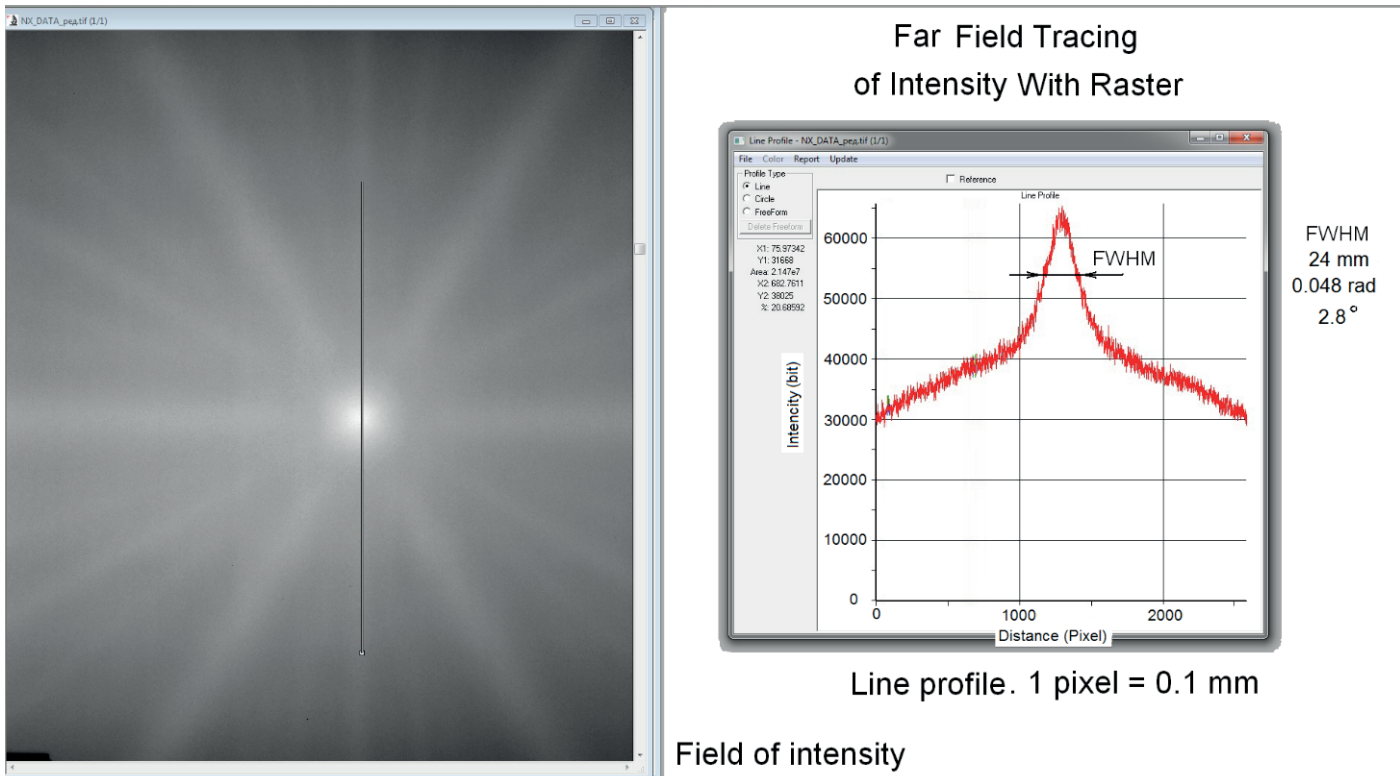 NX_DATA_ред.tif (1/1)
Far Field Tracing
of Intensity With Raster
Line Profile - NX_DATA_ред.tif (1/1)
File Color Report Update
Profile Type
Line
Circle
FreeForm
Delete Freeform
X1: 75.97342
Y1: 31668
Area: 2.147e7
X2: 682.7611
Y2: 38025
%: 20.68592
Reference
Line Profile
60000
50000
40000
30000
20000
10000
0
Intencity (bit)
FWHM
0
1000
2000
Distance (Pixel)
FWHM
24 mm
0.048 rad
2.8°
Line profile. 1 pixel = 0.1 mm
Field of intensity